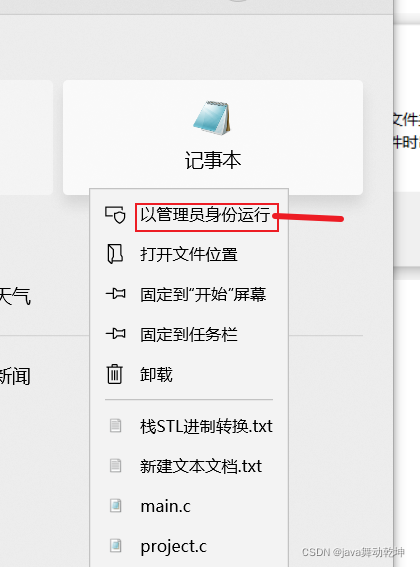 记事本
文件
件时
以管理员身份运行
打开文件位置
天气
固定到“开始”屏幕
固定到任务栏
新闻
卸载
栈STL进制转换.txt
新建文本文档.txt
main.c
project.c
CSDN @java舞动乾坤